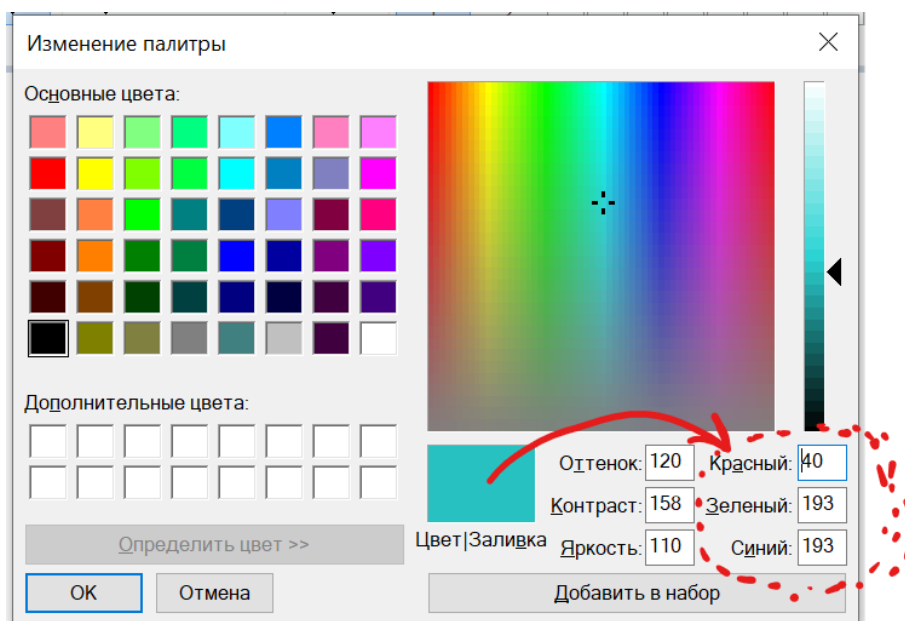 Изменение палитры
Основные цвета:
Дополнительные цвета:
Определить цвет >>
ОК Отмена
Цвет|Заливка
Оттенок: 120 Красный: 40
Контраст: 158 Зеленый: 193
Яркость: 110 Синий: 193
Добавить в набор